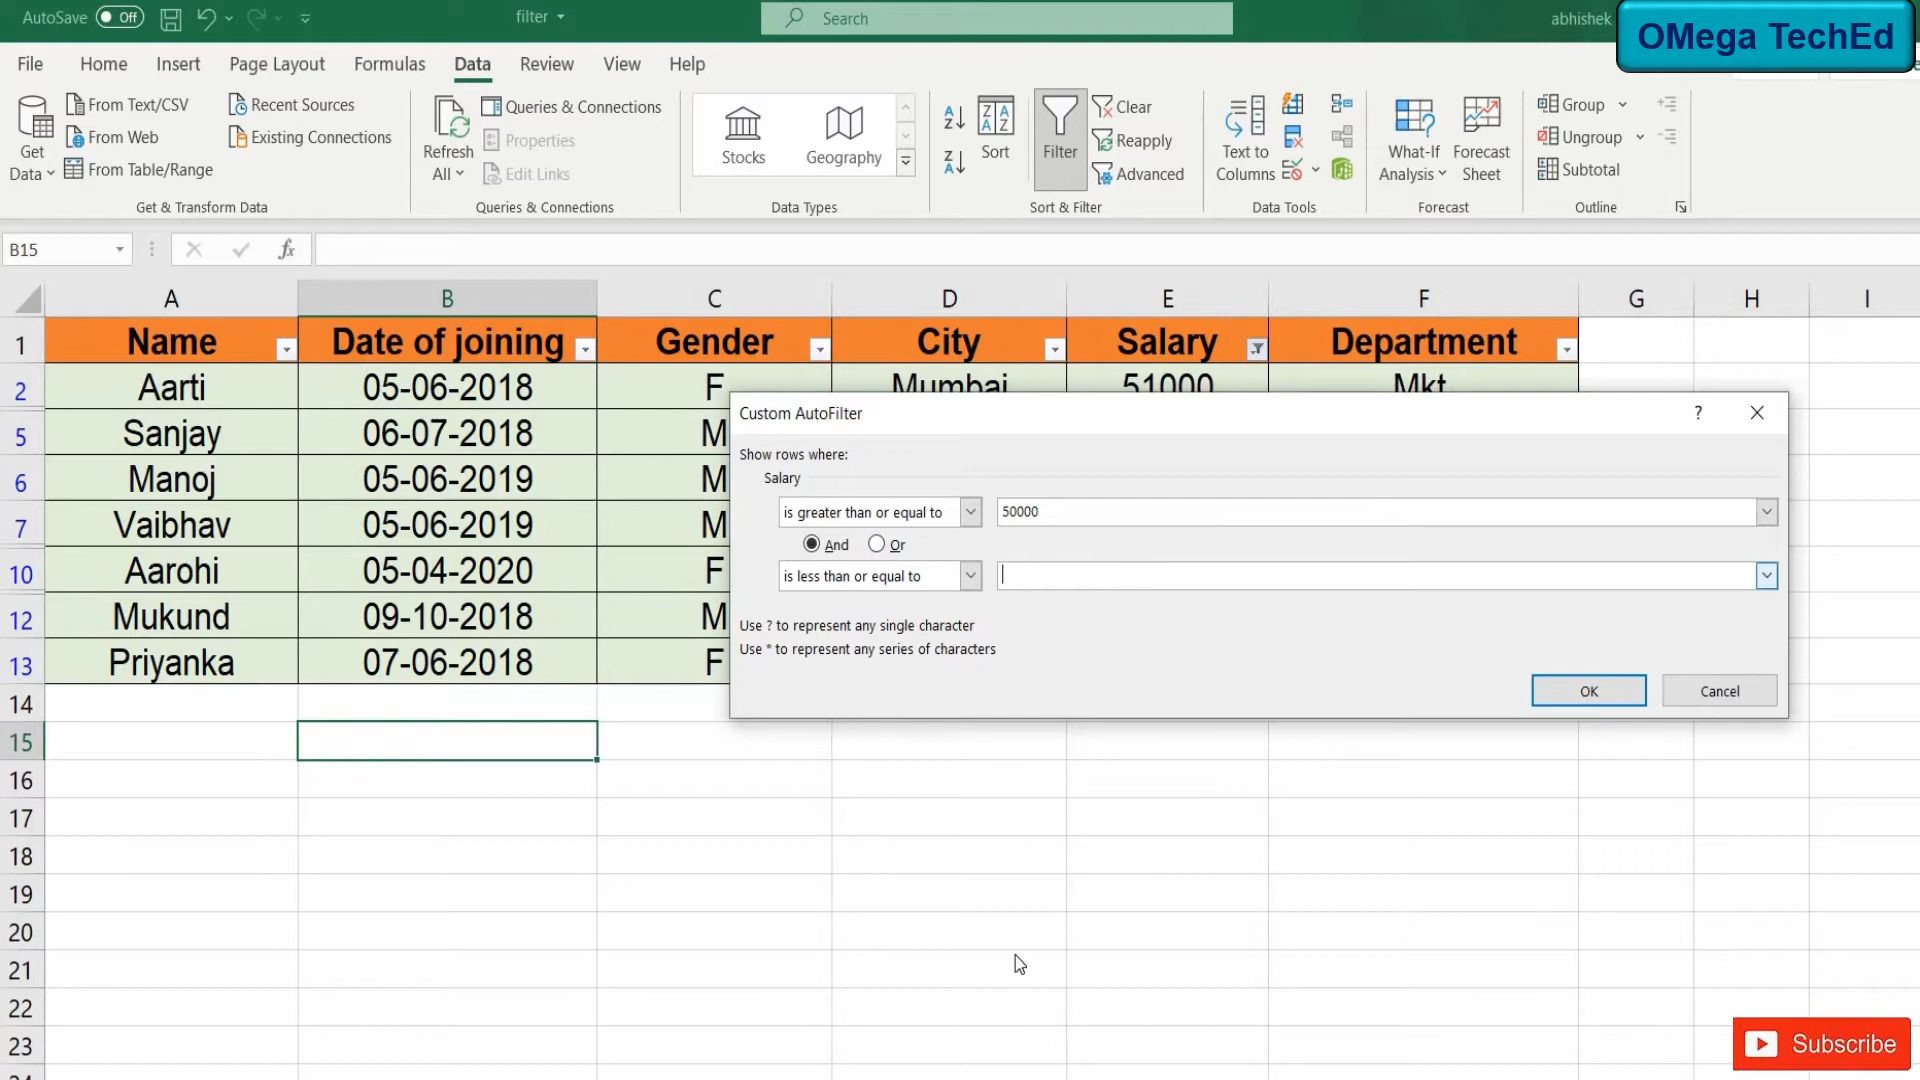 AutoSave Off
filter
Search
abhishek
OMega TechEd
File Home Insert Page Layout Formulas Data Review View Help
Get Data
From Text/CSV
From Web
From Table/Range
Recent Sources
Existing Connections
Get & Transform Data
Refresh All
Queries & Connections
Properties
Edit Links
Queries & Connections
Stocks
Geography
Data Types
Sort
Filter
Clear
Reapply
Advanced
Sort & Filter
Text to Columns
Data Tools
What-If Analysis
Forecast Sheet
Forecast
Group
Ungroup
Subtotal
Outline
B15
fx
A B C D E F G H I
1 Name Date of joining Gender City Salary Department
2 Aarti 05-06-2018 F Mumbai 51000 Mkt
5 Sanjay 06-07-2018 M
6 Manoj 05-06-2019 M
7 Vaibhav 05-06-2019 M
10 Aarohi 05-04-2020 F
12 Mukund 09-10-2018 M
13 Priyanka 07-06-2018 F
14
15
16
17
18
19
20
21
22
23
Custom AutoFilter ?
Show rows where:
Salary
is greater than or equal to 50000
And Or
is less than or equal to
Use ? to represent any single character
Use * to represent any series of characters
OK Cancel
Subscribe